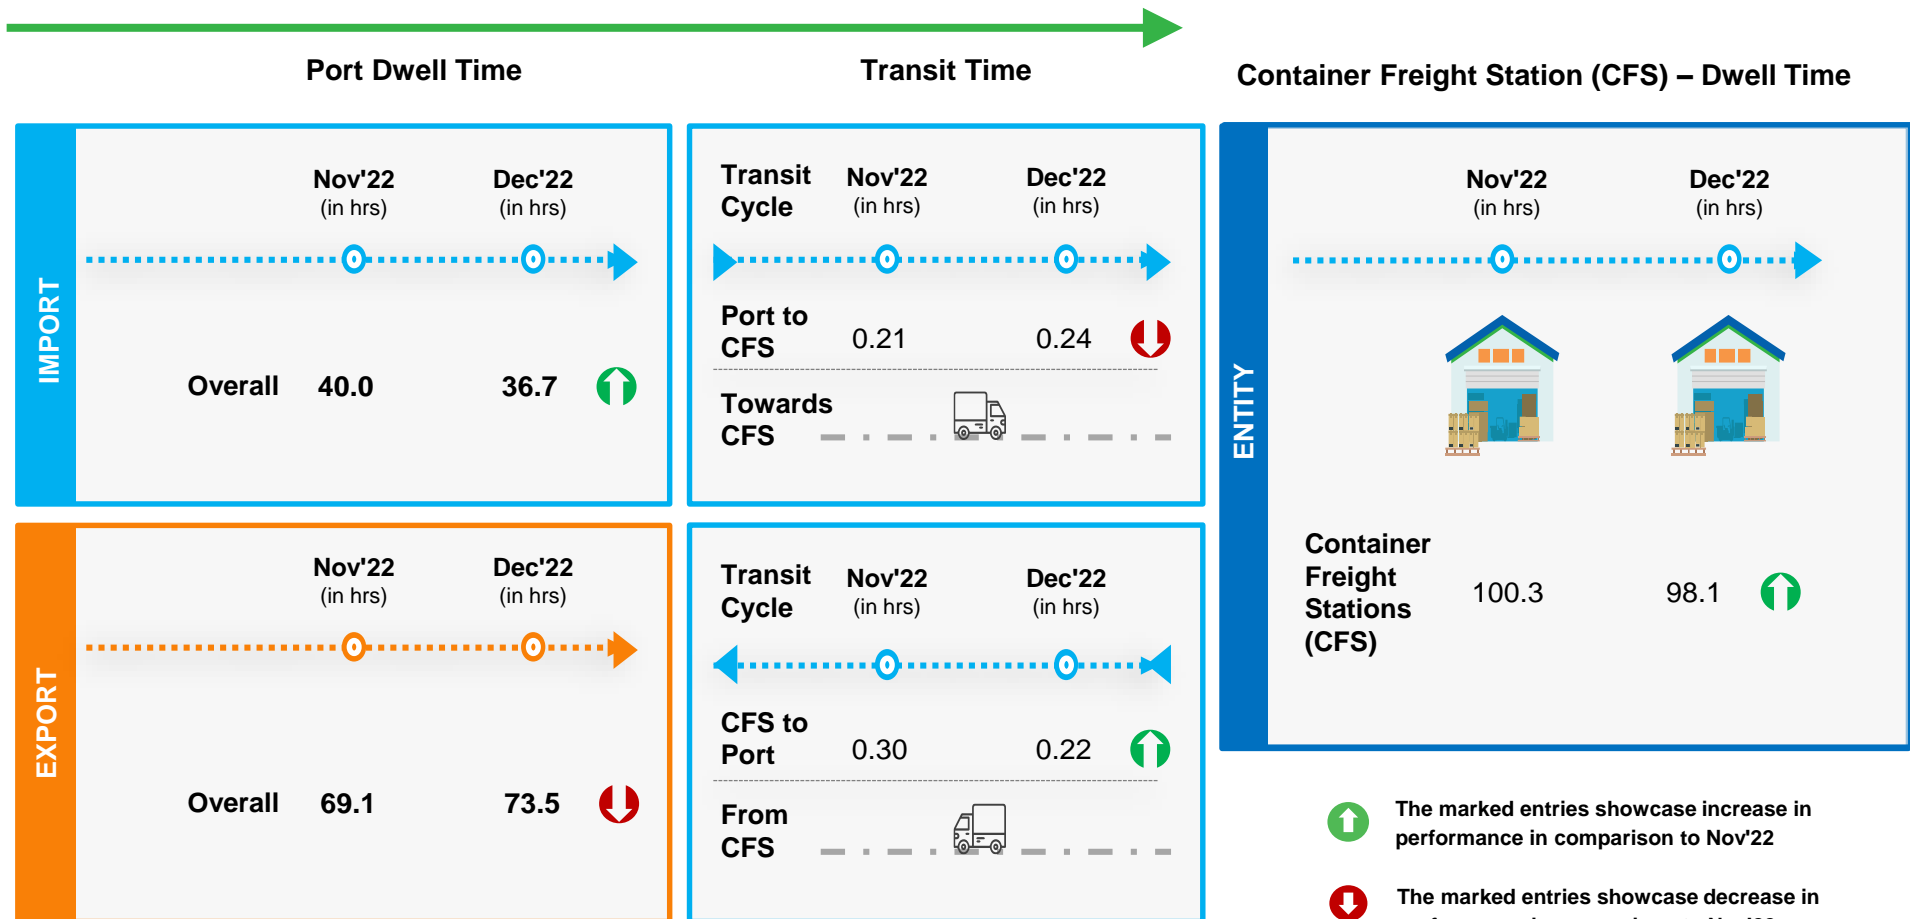 Port Dwell Time
Transit Time
Container Freight Station (CFS) – Dwell Time
IMPORT
Nov'22
(in hrs)
Dec'22
(in hrs)
Overall 40.0 36.7
Transit
Cycle
Nov'22
(in hrs)
Dec'22
(in hrs)
Port to
CFS
0.21 0.24
Towards
CFS
EXPORT
Nov'22
(in hrs)
Dec'22
(in hrs)
Overall 69.1 73.5
Transit
Cycle
Nov'22
(in hrs)
Dec'22
(in hrs)
CFS to
Port
0.30 0.22
From
CFS
ENTITY
Nov'22
(in hrs)
Dec'22
(in hrs)
Container
Freight
Stations
(CFS)
100.3 98.1
The marked entries showcase increase in
performance in comparison to Nov'22
The marked entries showcase decrease in